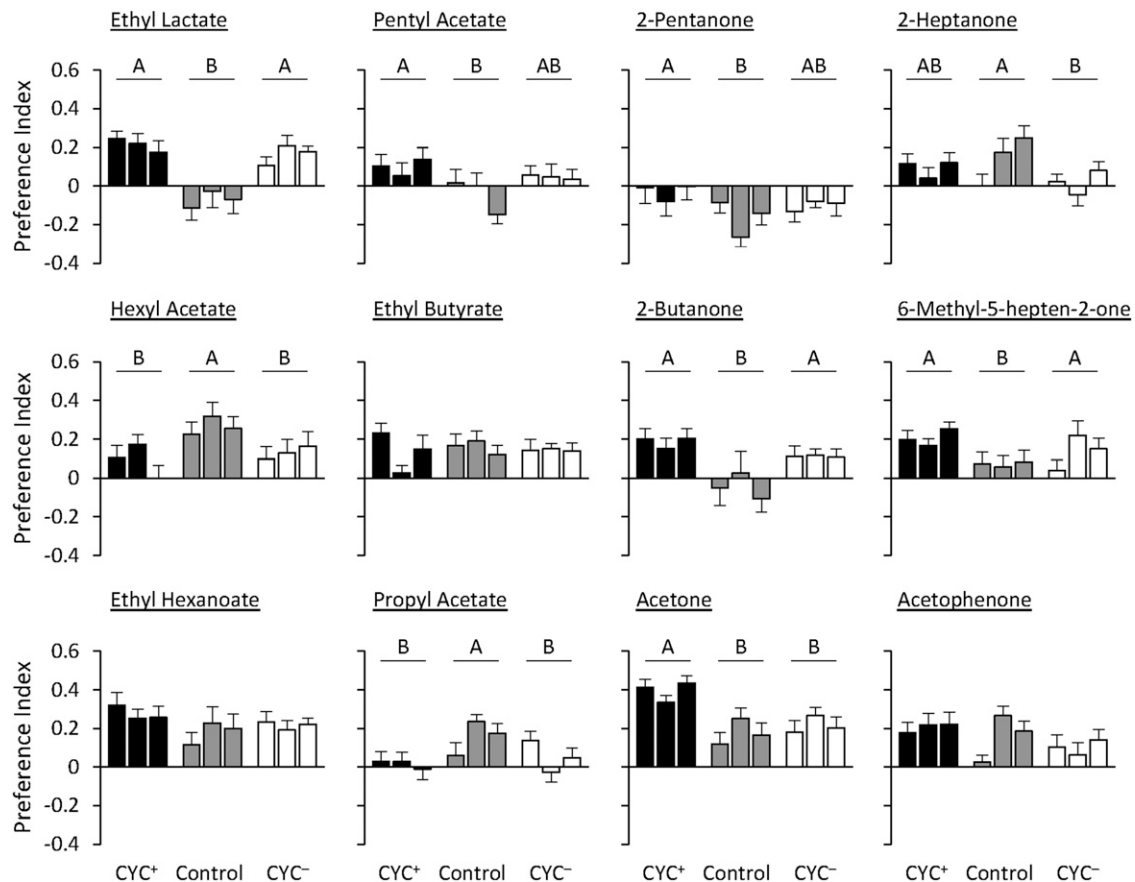 Ethyl Lactate Pentyl Acetate 2-Pentanone 2-Heptanone
A B A A B AB A B AB AB A B
0.6
0.4
0.2
0
-0.2
-0.4
Preference Index
Hexyl Acetate Ethyl Butyrate 2-Butanone 6-Methyl-5-hepten-2-one
B A B A B A A B A
0.6
0.4
0.2
0
-0.2
-0.4
Preference Index
Ethyl Hexanoate Propyl Acetate Acetone Acetophenone
B A B A B B
0.6
0.4
0.2
0
-0.2
-0.4
Preference Index
CYC⁺ Control CYC⁻ CYC⁺ Control CYC⁻ CYC⁺ Control CYC⁻ CYC⁺ Control CYC⁻